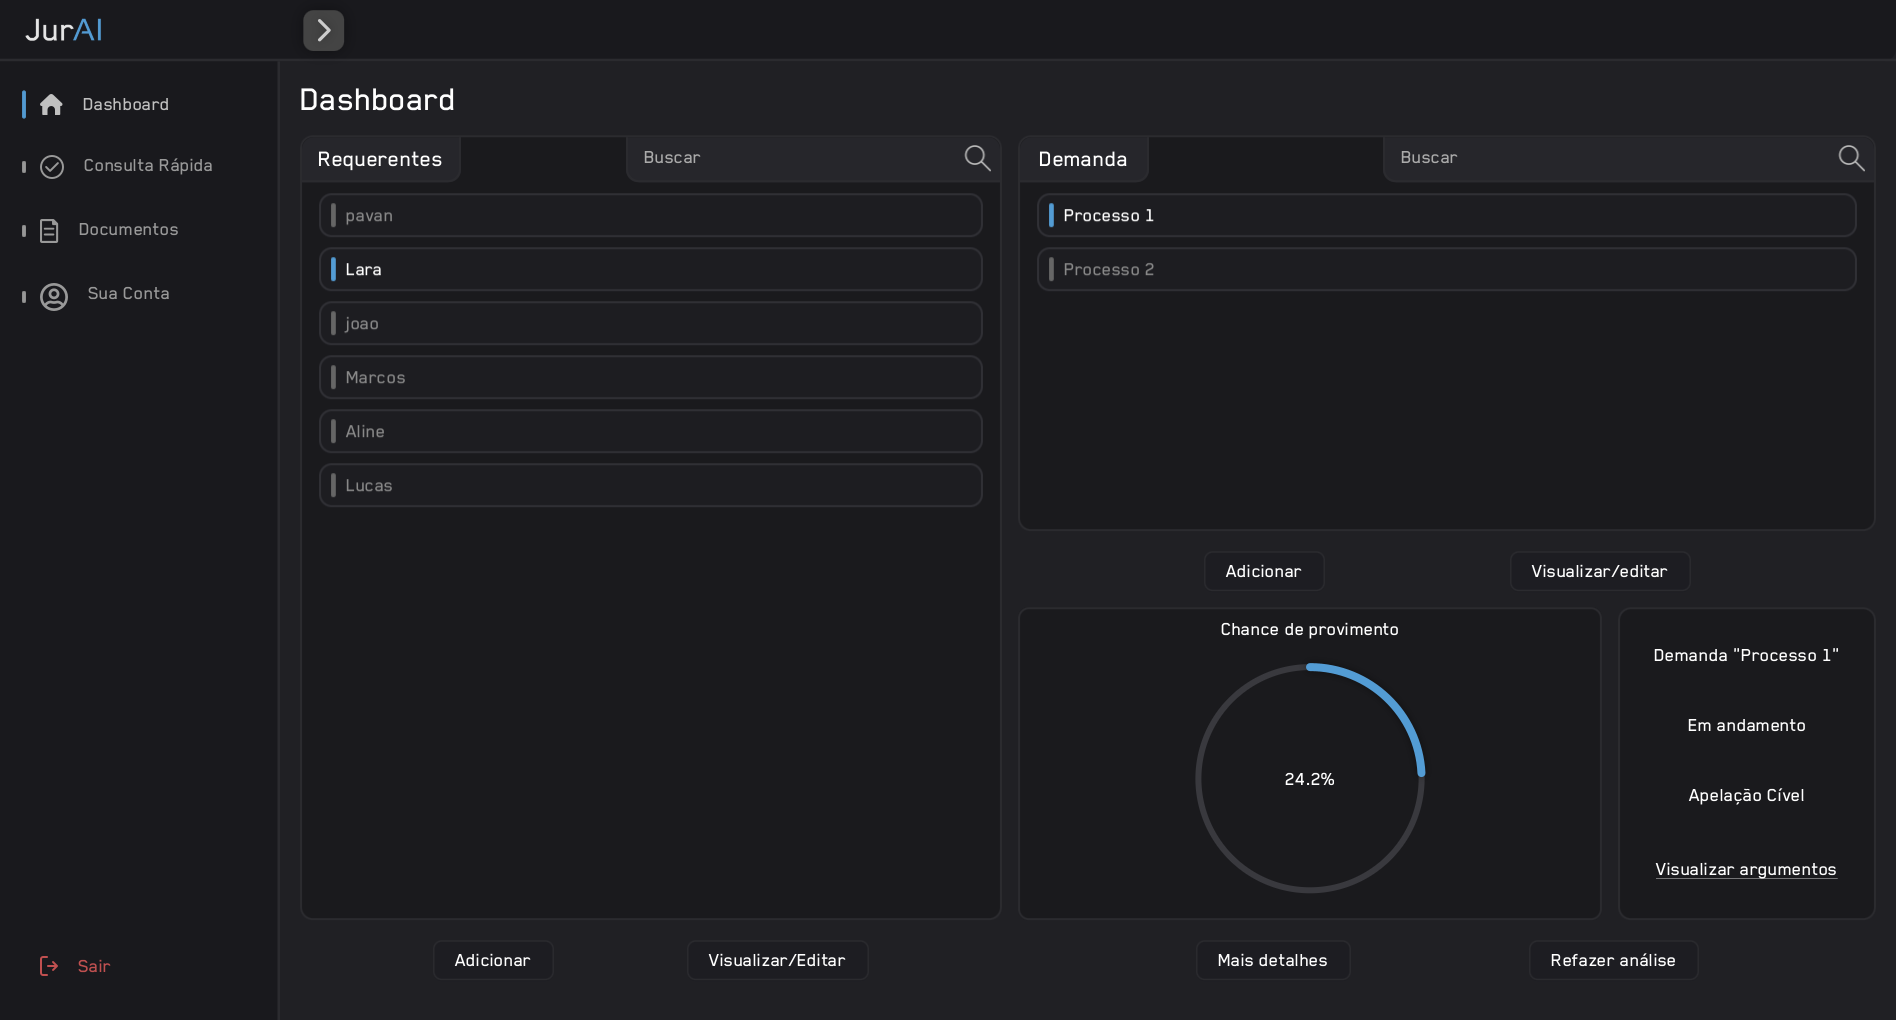 JurAI
Dashboard
Consulta Rápida
Documentos
Sua Conta
Sair
Dashboard
Requerentes
Buscar
pavan
Lara
joao
Marcos
Aline
Lucas
Adicionar
Visualizar/Editar
Demanda
Buscar
Processo 1
Processo 2
Adicionar
Visualizar/editar
Chance de provimento
24.2%
Demanda "Processo 1"
Em andamento
Apelação Cível
Visualizar argumentos
Mais detalhes
Refazer análise